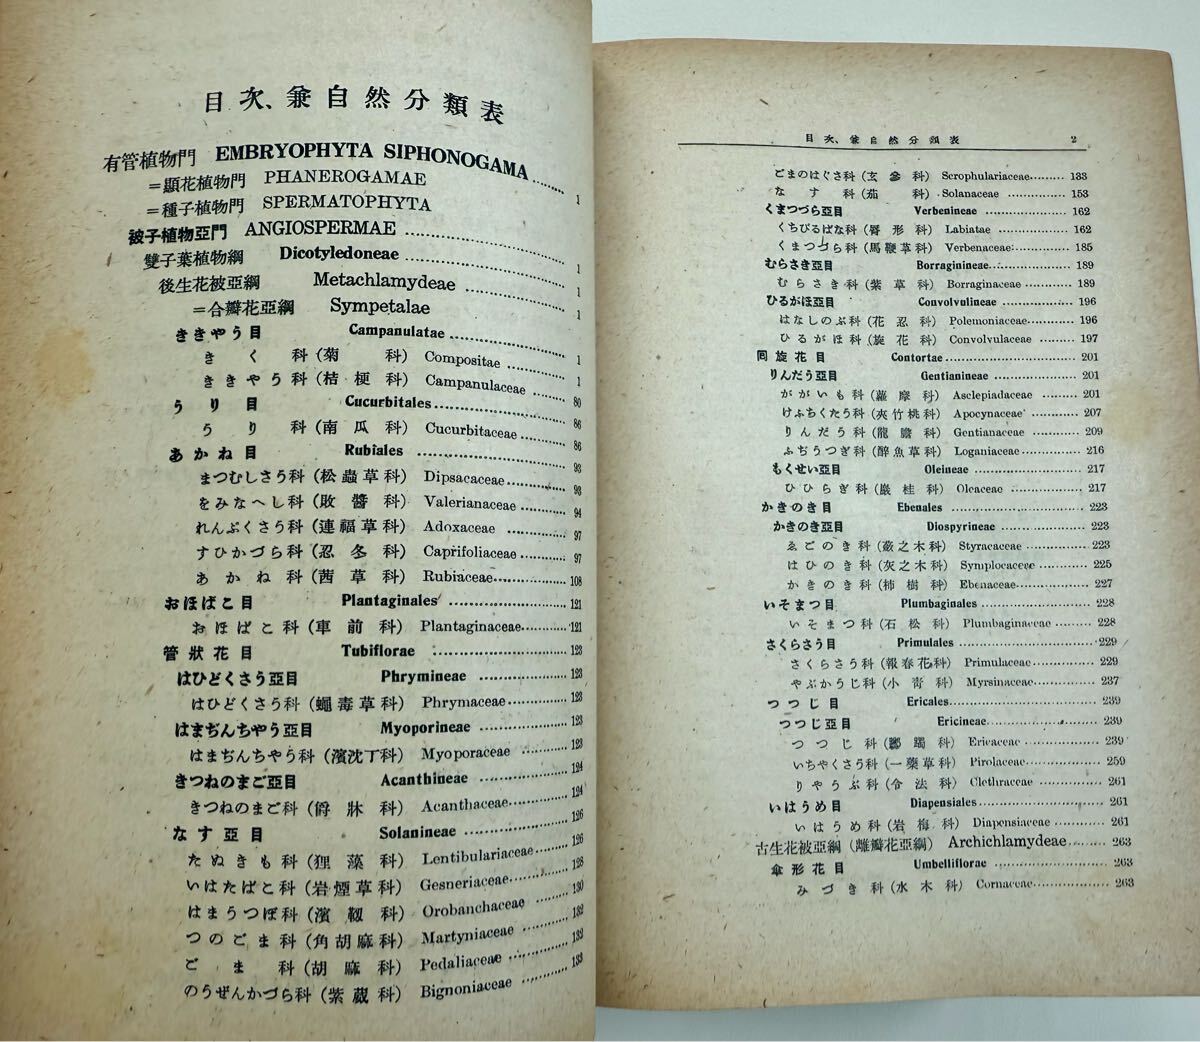 目次、兼自然分類表
有管植物門 EMBRYOPHYTA SIPHONOGAMA ........ 1
=顯花植物門 PHANEROGAMAE
=種子植物門 SPERMATOPHYTA
被子植物亞門 ANGIOSPERMAE ........ 1
雙子葉植物綱 Dicotyledoneae ........ 1
後生花被亞綱 Metachlamydeae ........ 1
=合瓣花亞綱 Sympetalae
ききやう目 Campanulatae ........ 1
きく科(菊科) Compositae ........ 1
ききやう科(桔梗科) Campanulaceae ........ 80
うり目 Cucurbitales ........ 86
うり科(南瓜科) Cucurbitaceae ........ 86
あかね目 Rubiales ........ 93
まつむしさう科(松蟲草科) Dipsacaceae ........ 93
をみなへし科(敗醬科) Valerianaceae ........ 94
れんぷくさう科(連福草科) Adoxaceae ........ 97
すひかづら科(忍冬科) Caprifoliaceae ........ 97
あかね科(茜草科) Rubiaceae ........ 108
おほばこ目 Plantaginales ........ 121
おほばこ科(車前科) Plantaginaceae ........ 121
管狀花目 Tubiflorae ........ 123
はひどくさう亞目 Phrymineae ........ 123
はひどくさう科(蠅毒草科) Phrymaceae ........ 123
はまぢんちやう亞目 Myoporineae ........ 123
はまぢんちやう科(濱沈丁科) Myoporaceae ........ 123
きつねのまご亞目 Acanthineae ........ 124
きつねのまご科(爵牀科) Acanthaceae ........ 124
なす亞目 Solanineae ........ 126
たぬきも科(狸藻科) Lentibulariaceae ........ 126
いはたばこ科(岩煙草科) Gesneriaceae ........ 128
はまうつぼ科(濱靫科) Orobanchaceae ........ 130
つのごま科(角胡麻科) Martyniaceae ........ 132
ごま科(胡麻科) Pedaliaceae ........ 132
のうぜんかづら科(紫葳科) Bignoniaceae ........ 133
目次、兼自然分類表 2
ごまのはぐさ科(玄參科) Scrophulariaceae ........ 133
なす科(茄科) Solanaceae ........ 153
くまつづら亞目 Verbenineae ........ 162
くちびるばな科(脣形科) Labiatae ........ 162
くまつづら科(馬鞭草科) Verbenaceae ........ 185
むらさき亞目 Borraginineae ........ 189
むらさき科(紫草科) Borraginaceae ........ 189
ひるがほ亞目 Convolvulineae ........ 196
はなしのぶ科(花忍科) Polemoniaceae ........ 196
ひるがほ科(旋花科) Convolvulaceae ........ 197
囘旋花目 Contortae ........ 201
りんだう亞目 Gentianineae ........ 201
ががいも科(蘿摩科) Asclepiadaceae ........ 201
けふちくたう科(夾竹桃科) Apocynaceae ........ 207
りんだう科(龍膽科) Gentianaceae ........ 209
ふぢうつぎ科(醉魚草科) Loganiaceae ........ 216
もくせい亞目 Oleineae ........ 217
ひひらぎ科(巌桂科) Oleaceae ........ 217
かきのき目 Ebenales ........ 223
かきのき亞目 Diospyrineae ........ 223
ゑごのき科(薮之木科) Styracaceae ........ 223
はひのき科(灰之木科) Symplocaceee ........ 225
かきのき科(柿樹科) Ebenaceae ........ 227
いそまつ目 Plumbaginales ........ 228
いそまつ科(石松科) Plumbaginaceae ........ 228
さくらさう目 Primulales ........ 229
さくらさう科(報春花科) Primulaceae ........ 229
やぶかうじ科(小靑科) Myrsinaceae ........ 237
つつじ目 Ericales ........ 239
つつじ亞目 Ericineae ........ 239
つつじ科(躑躅科) Ericaceae ........ 239
いちやくさう科(一藥草科) Pirolaceae ........ 259
りやうぶ科(令法科) Clethraceae ........ 261
いはうめ目 Diapensiales ........ 261
いはうめ科(岩梅科) Diapensiaceae ........ 261
古生花被亞綱(離瓣花亞綱) Archichlamydeae ........ 263
傘形花目 Umbelliflorae ........ 263
みづき科(水木科) Cornaceae ........ 263